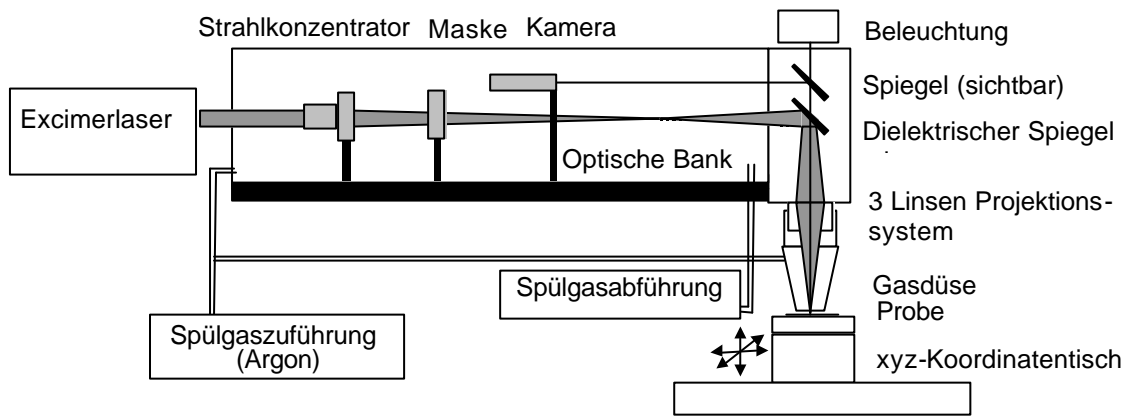 Strahlkonzentrator Maske Kamera
Beleuchtung
Spiegel (sichtbar)
Excimerlaser
Dielektrischer Spiegel
Optische Bank
3 Linsen Projektions-
system
Spülgasabführung
Gasdüse
Probe
Spülgaszuführung
(Argon)
xyz-Koordinatentisch